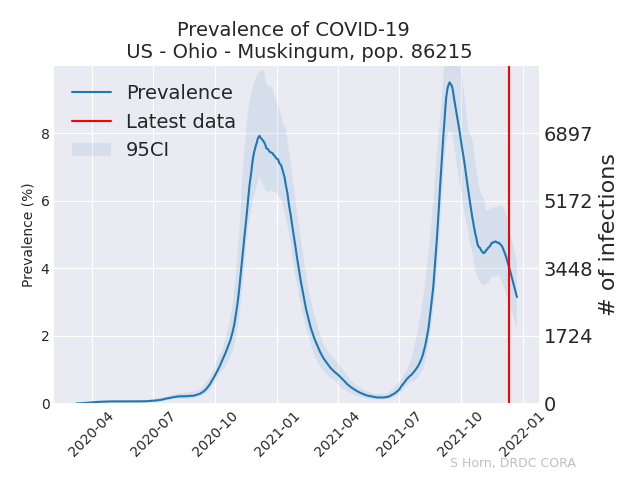 Prevalence of COVID-19
US - Ohio - Muskingum, pop. 86215
Prevalence
Latest data
95CI
Prevalence (%)
8
6
4
2
0
6897
5172
3448
1724
0
# of infections
2020-04
2020-07
2020-10
2021-01
2021-04
2021-07
2021-10
2022-01
S Horn, DRDC CORA